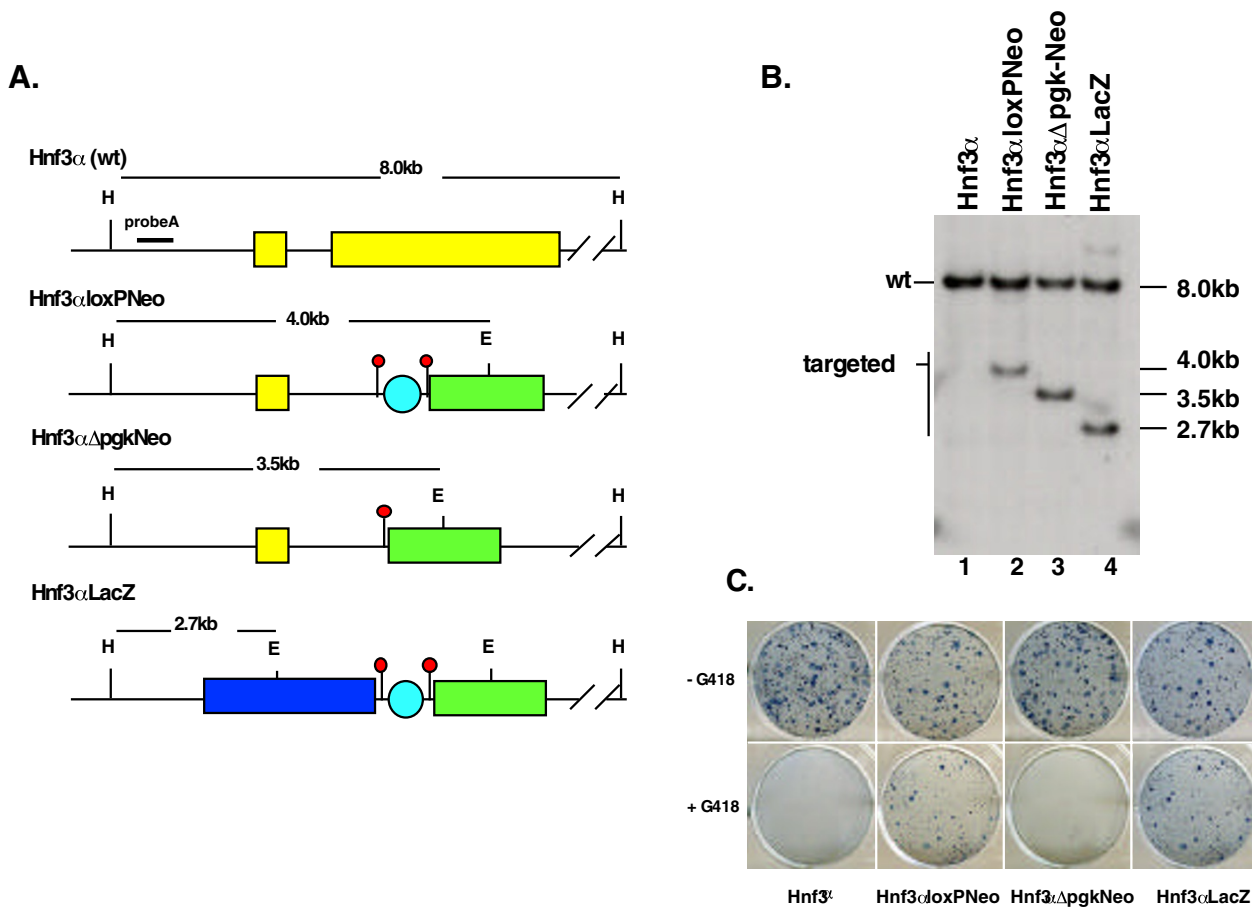 A.
Hnf3α (wt)
8.0kb
H
H
probeA
Hnf3αloxPNeo
4.0kb
H
E
H
Hnf3αΔpgkNeo
3.5kb
H
E
H
Hnf3αLacZ
2.7kb
H
E
E
H
B.
Hnf3α
Hnf3αloxPNeo
Hnf3αΔpgk-Neo
Hnf3αLacZ
wt
8.0kb
targeted
4.0kb
3.5kb
2.7kb
1 2 3 4
C.
- G418
+ G418
Hnf3α Hnf3αloxPNeo Hnf3αΔpgkNeo Hnf3αLacZ